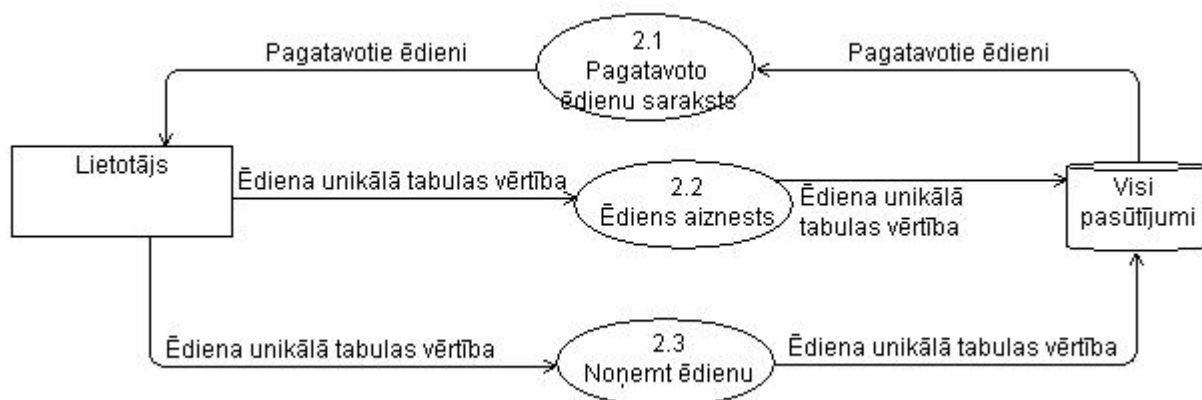 Pagatavotie ēdieni
2.1
Pagatavoto
ēdienu saraksts
Pagatavotie ēdieni
Lietotājs
Ēdiena unikālā tabulas vērtība
2.2
Ēdiens aiznests
Ēdiena unikālā
tabulas vērtība
Visi
pasūtījumi
Ēdiena unikālā tabulas vērtība
2.3
Noņemt ēdienu
Ēdiena unikālā tabulas vērtība